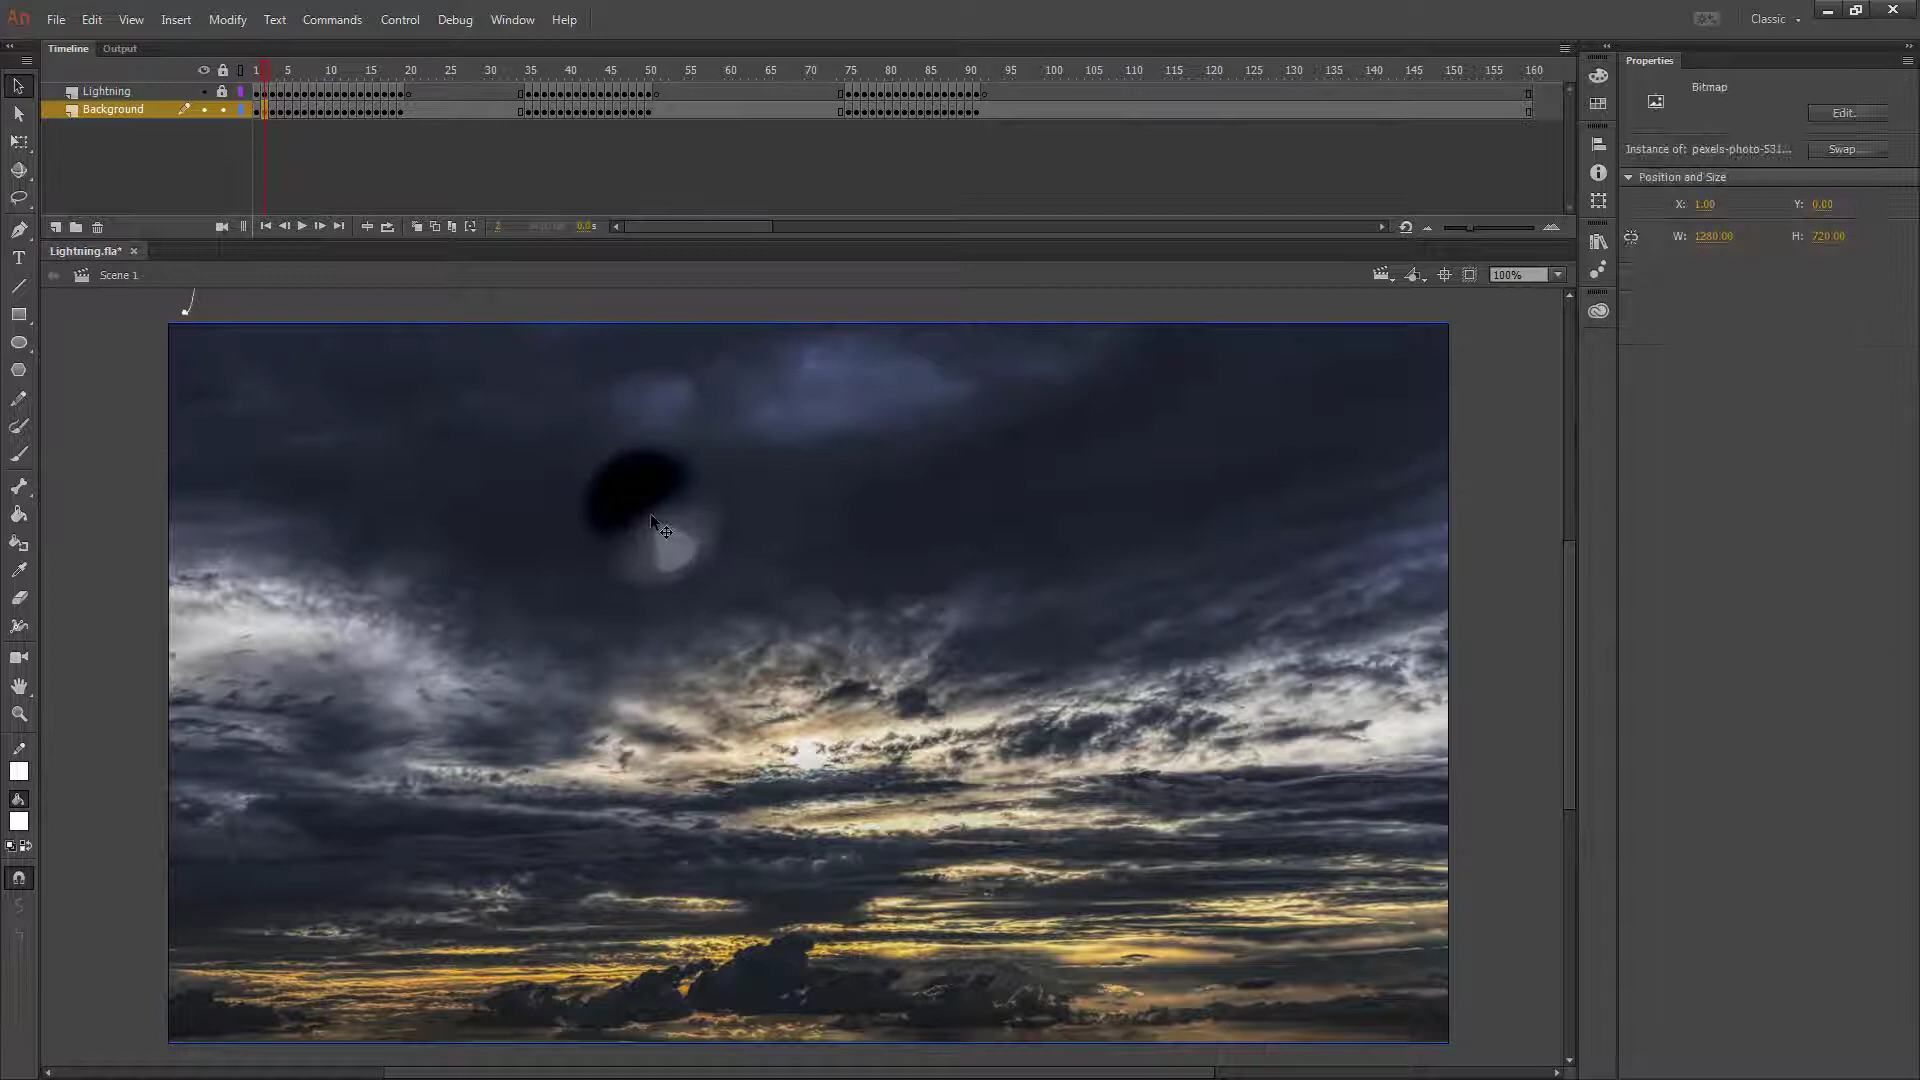 An File Edit View Insert Modify Text Commands Control Debug Window Help Classic
Timeline Output
Properties
1 5 10 15 20 25 30 35 40 45 50 55 60 65 70 75 80 85 90 95 100 105 110 115 120 125 130 135 140 145 150 155 160
Lightning
Background
Bitmap
Edit...
Instance of: pexels-photo-531... Swap...
Position and Size
X: 1.00 Y: 0.00
W: 1280.00 H: 720.00
2 0.0s
Lightning.fla* ×
Scene 1 100%
T